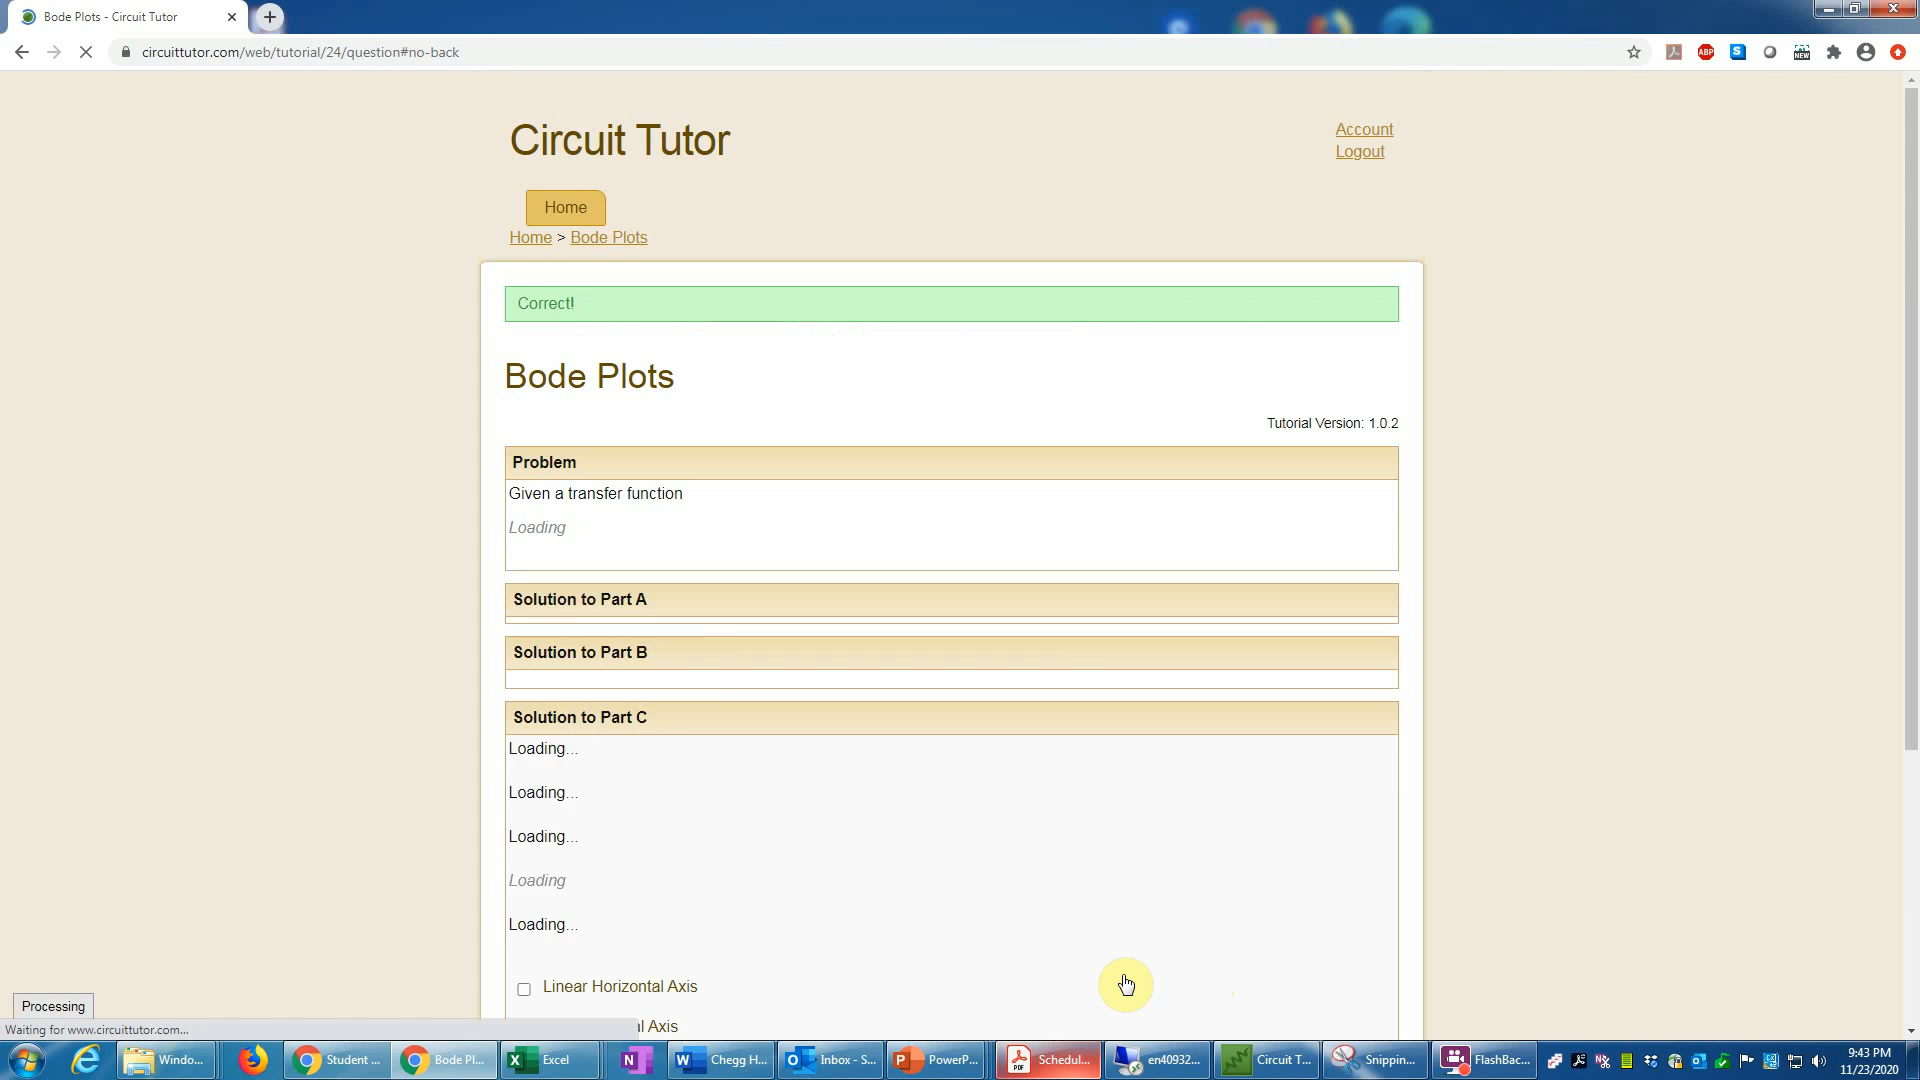 Bode Plots - Circuit Tutor
circuittutor.com/web/tutorial/24/question#no-back
ABP
S
NEW
Circuit Tutor
Account
Logout
Home
Home > Bode Plots
Correct!
Bode Plots
Tutorial Version: 1.0.2
Problem
Given a transfer function
Loading
Solution to Part A
Solution to Part B
Solution to Part C
Loading...
Loading...
Loading...
Loading
Loading...
Linear Horizontal Axis
al Axis
Processing
Waiting for www.circuittutor.com...
Windo...
Student ...
Bode Pl...
Excel
Chegg H...
Inbox - S...
PowerP...
Schedul...
en40932...
Circuit T...
Snippin...
FlashBac...
9:43 PM
11/23/2020